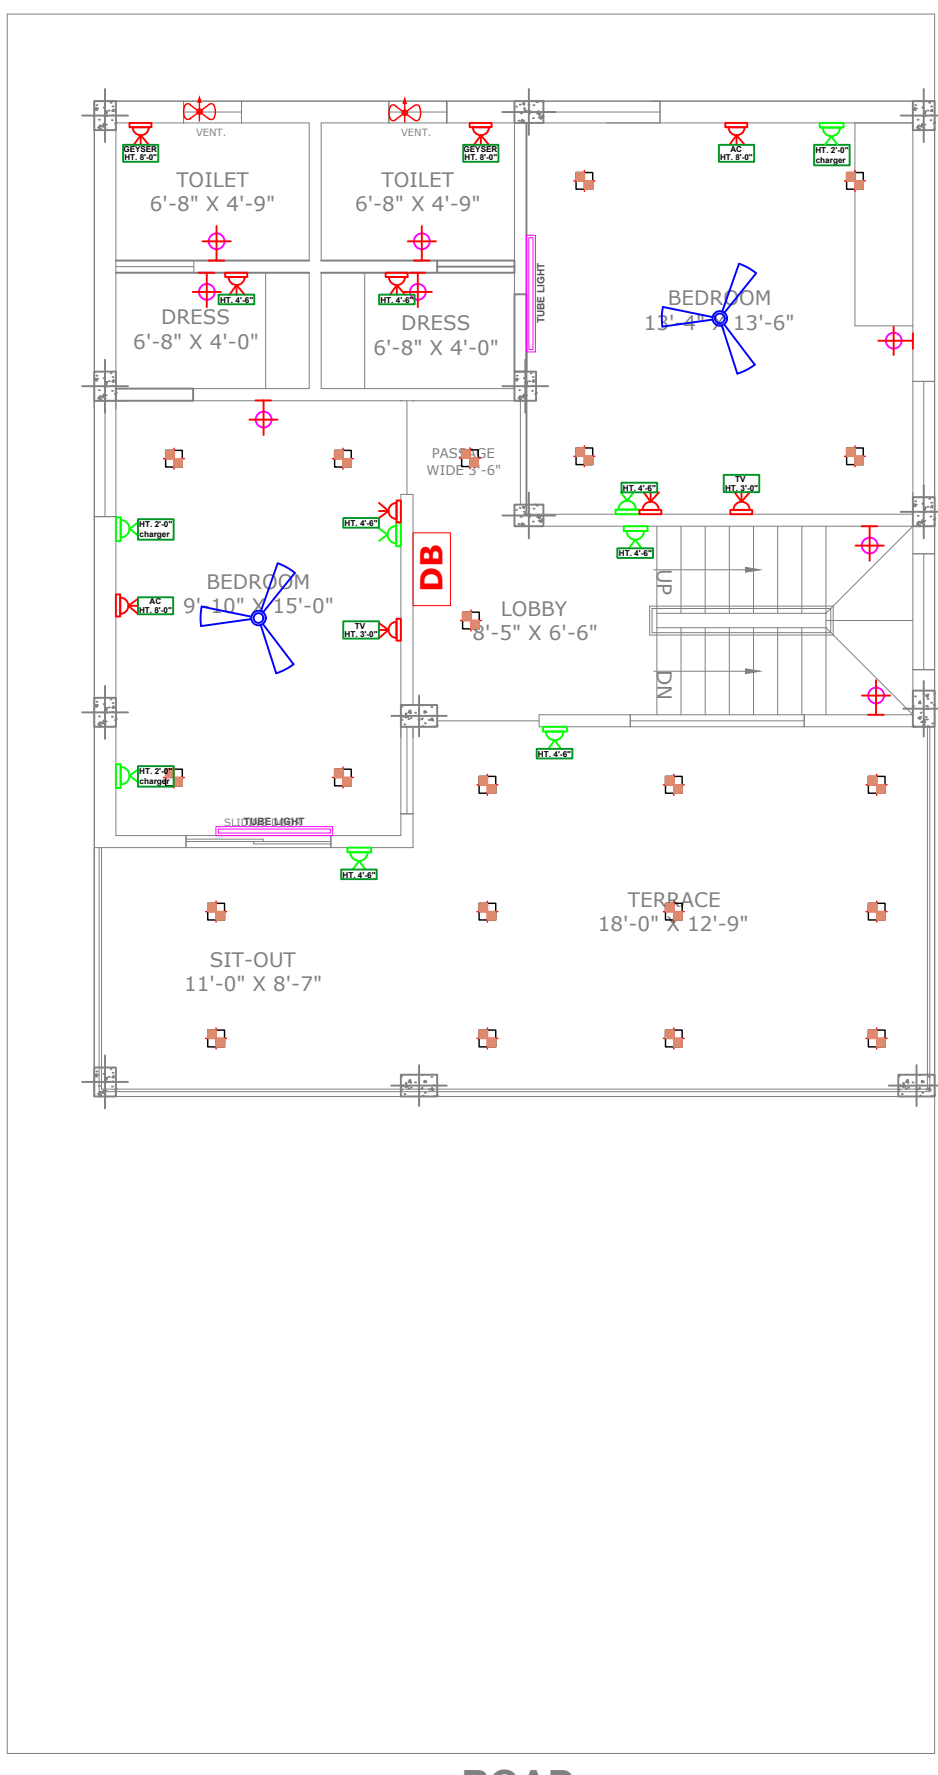 VENT.
VENT.
GEYSER
HT. 8'-0"
GEYSER
HT. 8'-0"
AC
HT. 8'-0"
HT. 2'-0"
charger
TOILET
6'-8" X 4'-9"
TOILET
6'-8" X 4'-9"
TUBE LIGHT
HT. 4'-6"
HT. 4'-6"
BEDROOM
13'-4" X 13'-6"
DRESS
6'-8" X 4'-0"
DRESS
6'-8" X 4'-0"
PASSAGE
WIDE 3'-6"
HT. 4'-6"
TV
HT. 3'-0"
HT. 2'-0"
charger
HT. 4'-6"
HT. 4'-6"
DB
UP
BEDROOM
9'-10" X 15'-0"
AC
HT. 8'-0"
LOBBY
8'-5" X 6'-6"
TV
HT. 3'-0"
DN
HT. 4'-6"
HT. 2'-0"
charger
TUBE LIGHT
HT. 4'-6"
TERRACE
18'-0" X 12'-9"
SIT-OUT
11'-0" X 8'-7"
ROAD